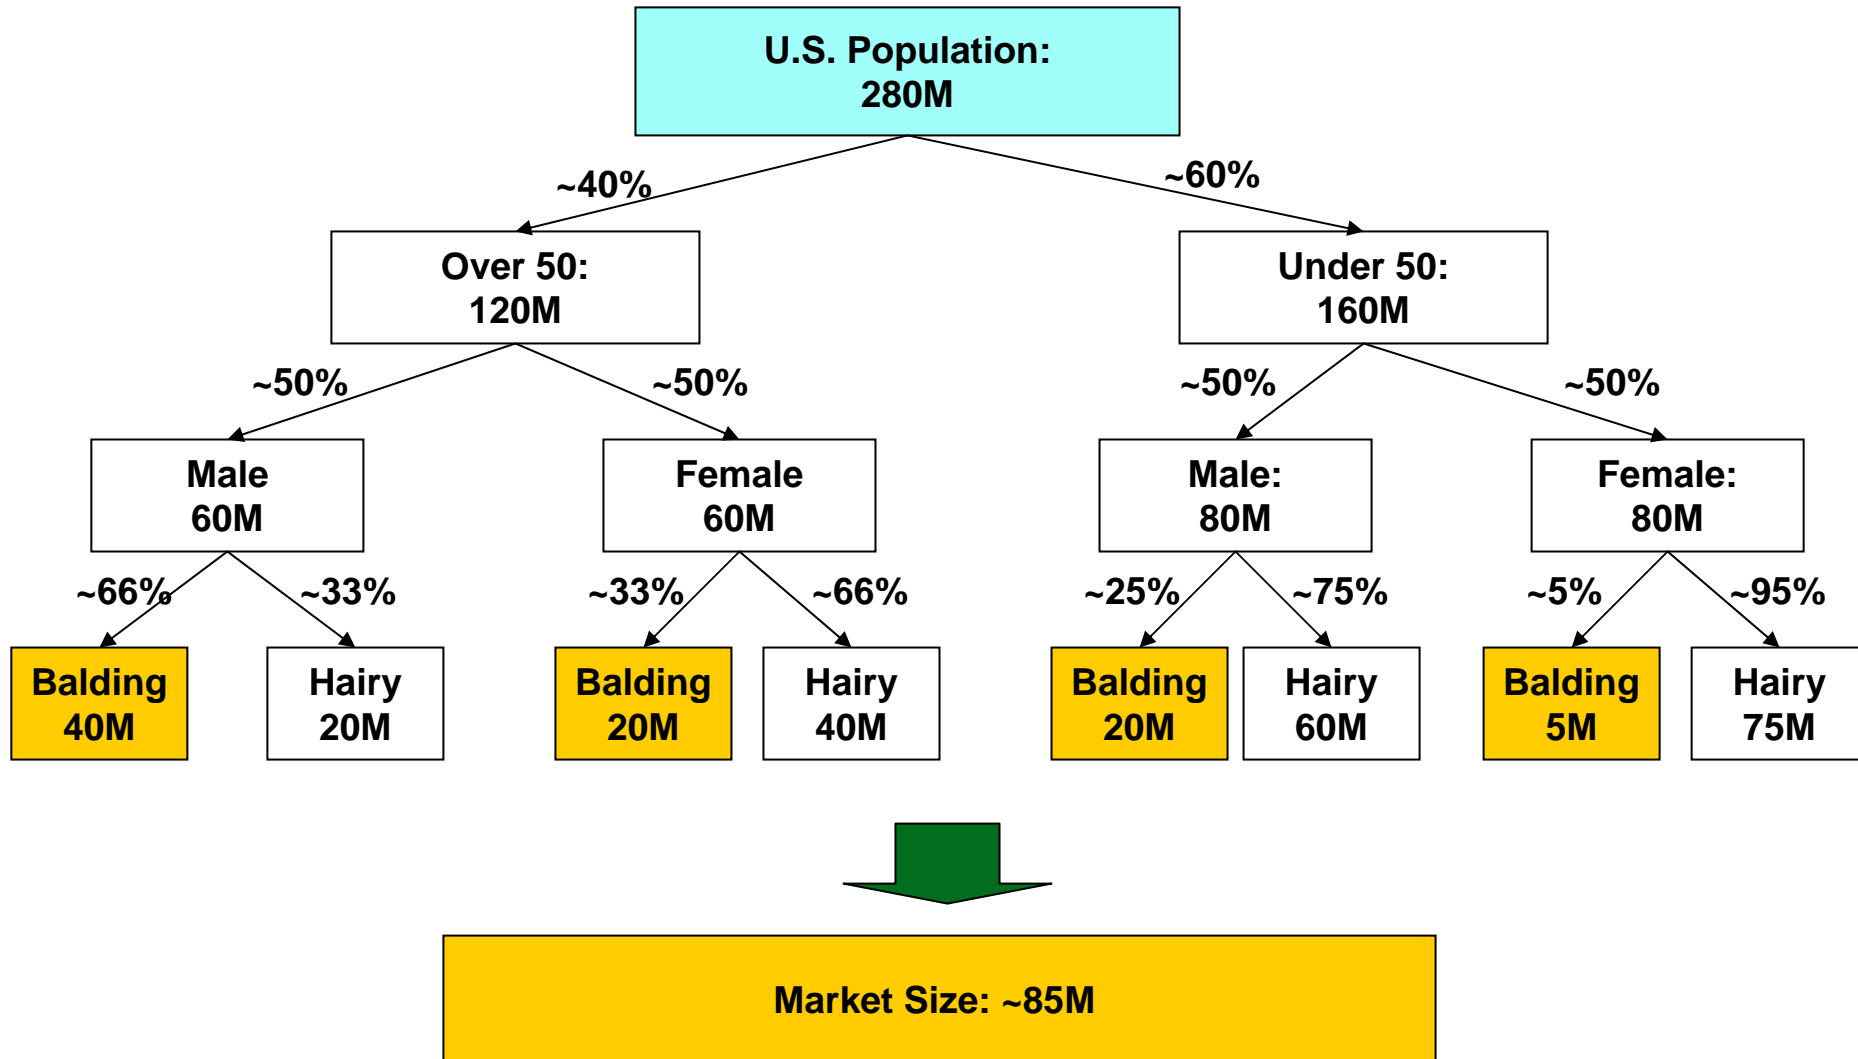 U.S. Population:
280M
~40%
~60%
Over 50:
120M
Under 50:
160M
~50%
~50%
~50%
~50%
Male
60M
Female
60M
Male:
80M
Female:
80M
~66%
~33%
~33%
~66%
~25%
~75%
~5%
~95%
Balding
40M
Hairy
20M
Balding
20M
Hairy
40M
Balding
20M
Hairy
60M
Balding
5M
Hairy
75M
Market Size: ~85M